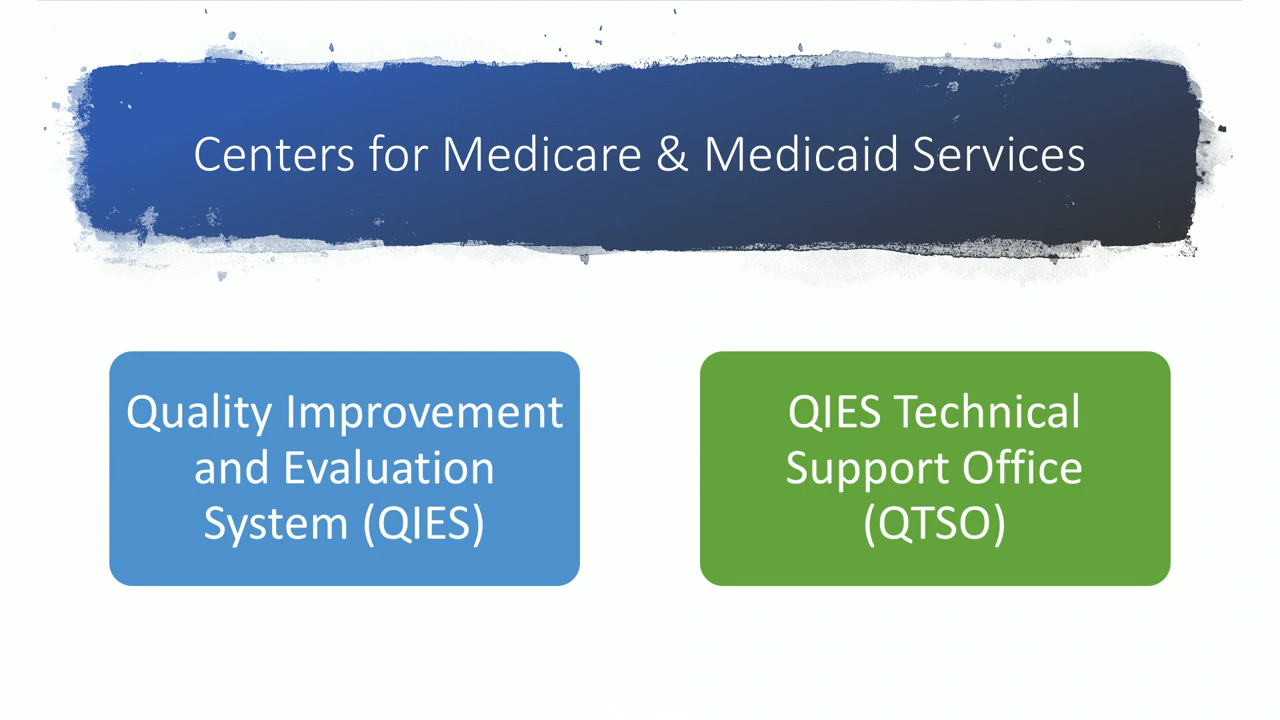 Centers for Medicare & Medicaid Services
Quality Improvement
and Evaluation
System (QIES)
QIES Technical
Support Office
(QTSO)